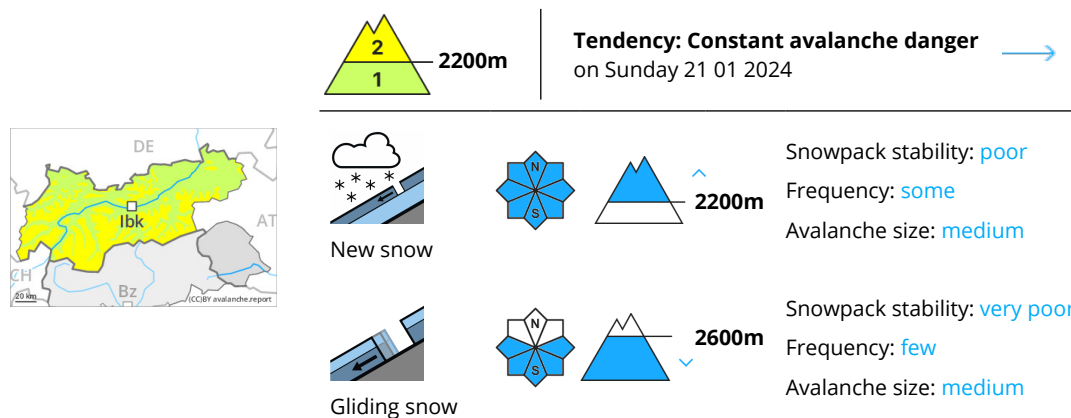 2
2200m
1
Tendency: Constant avalanche danger
on Sunday 21 01 2024
DE
Ibk
AT
CH
Bz
20 km
(CC)BY avalanche.report
New snow
N
S
2200m
Snowpack stability: poor
Frequency: some
Avalanche size: medium
Gliding snow
N
S
2600m
Snowpack stability: very poor
Frequency: few
Avalanche size: medium